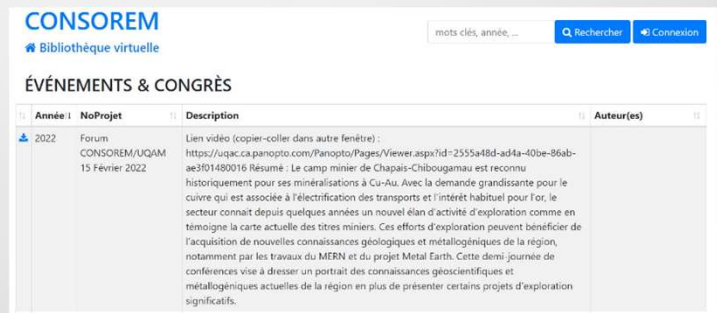 CONSOREM
Bibliothèque virtuelle
mots clés, année, ...
Rechercher
Connexion
ÉVÉNEMENTS & CONGRÈS
Année NoProjet Description Auteur(es)
2022 Forum Lien vidéo (copier-coller dans autre fenêtre) :
CONSOREM/UQAM https://uqac.ca.panopto.com/Panopto/Pages/Viewer.aspx?id=2555a48d-ad4a-40be-86ab-
15 Février 2022 ae3f01480016 Résumé : Le camp minier de Chapais-Chibougamau est reconnu
historiquement pour ses minéralisations à Cu-Au. Avec la demande grandissante pour le
cuivre qui est associée à l'électrification des transports et l'intérêt habituel pour l'or, le
secteur connait depuis quelques années un nouvel élan d'activité d'exploration comme en
témoigne la carte actuelle des titres miniers. Ces efforts d'exploration peuvent bénéficier de
l'acquisition de nouvelles connaissances géologiques et métallogéniques de la région,
notamment par les travaux du MERN et du projet Metal Earth. Cette demi-journée de
conférences vise à dresser un portrait des connaissances géoscientifiques et
métallogéniques actuelles de la région en plus de présenter certains projets d'exploration
significatifs.